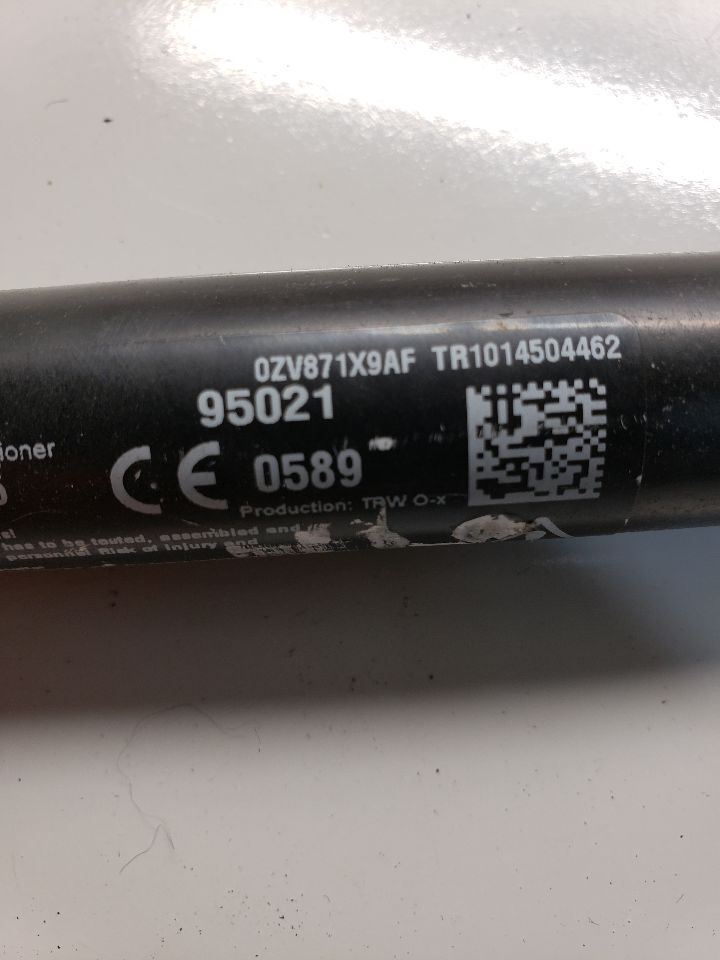 0ZV871X9AF TR1014504462
95021
ioner
CE 0589
Production: TRW O-x
has to be tested, assembled and
personnel Risk of injury and